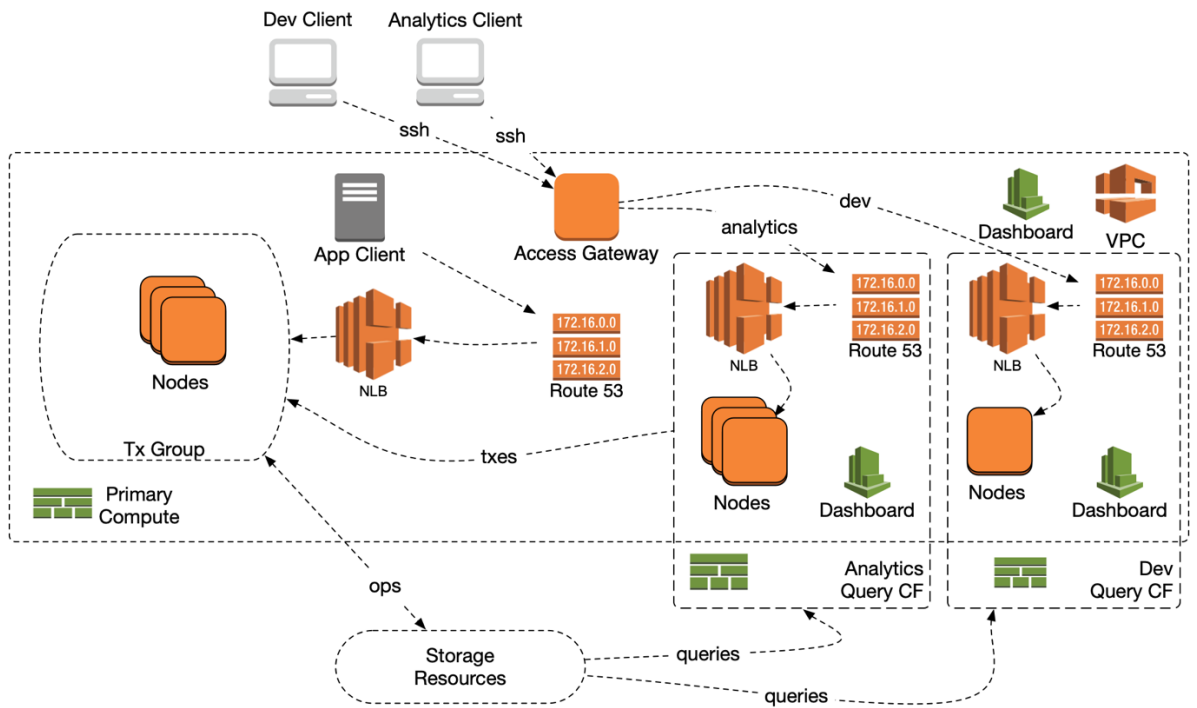 Dev Client
Analytics Client
ssh
ssh
App Client
Access Gateway
dev
analytics
Dashboard
VPC
Nodes
Tx Group
NLB
172.16.0.0
172.16.1.0
172.16.2.0
Route 53
NLB
172.16.0.0
172.16.1.0
172.16.2.0
Route 53
NLB
172.16.0.0
172.16.1.0
172.16.2.0
Route 53
txes
Nodes
Dashboard
Nodes
Dashboard
Primary
Compute
Analytics
Query CF
Dev
Query CF
ops
Storage
Resources
queries
queries